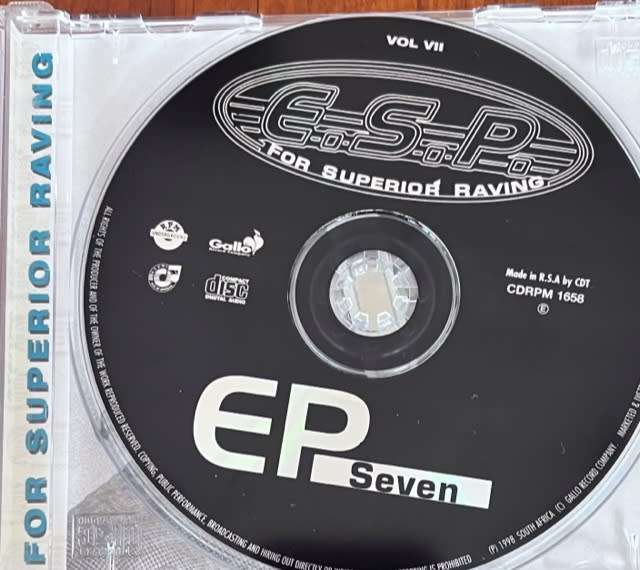 VOL VII
E.S.P.
FOR SUPERIOR RAVING
FOR SUPERIOR RAVING
R.P.M
UNDERGROUND
Gallo
COMPACT
disc
DIGITAL AUDIO
Made in R.S.A by CDT
CDRPM 1658
EP
Seven
ALL RIGHTS OF THE PRODUCER AND OF THE OWNER OF THE WORK REPRODUCED RESERVED. COPYING, PUBLIC PERFORMANCE, BROADCASTING AND HIRING OUT DIRECTLY OR
IS PROHIBITED
(P) 1998 SOUTH AFRICA (C) GALLO RECORD COMPANY. MARKETED &